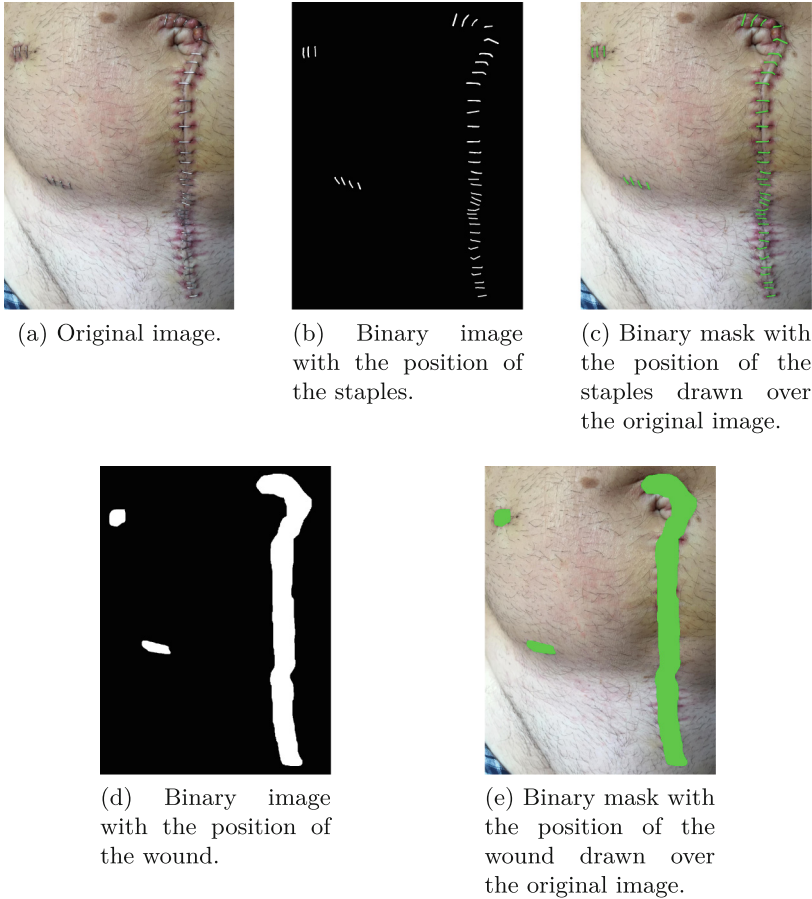 (a) Original image.
(b) Binary image
with the position of
the staples.
(c) Binary mask with
the position of the
staples drawn over
the original image.
(d) Binary image
with the position of
the wound.
(e) Binary mask with
the position of the
wound drawn over
the original image.